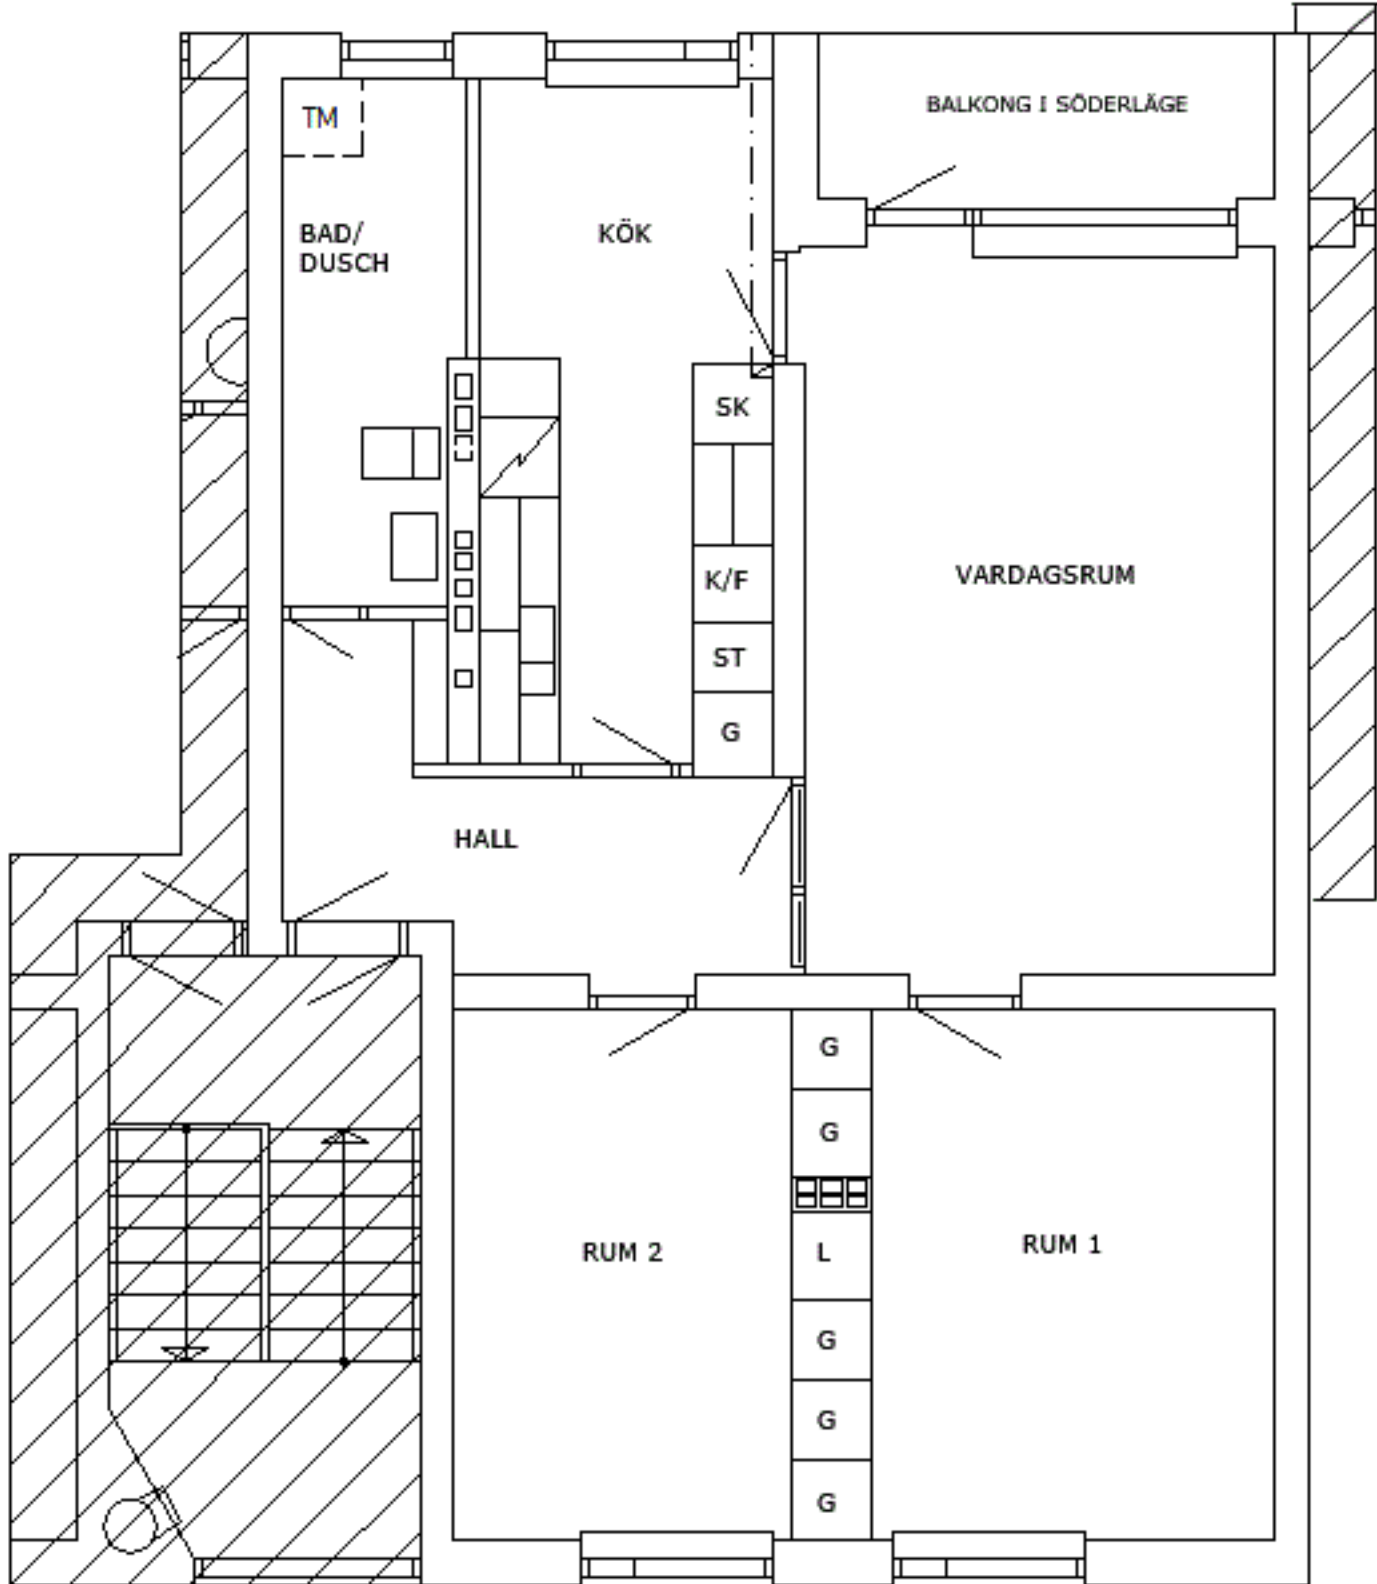 BALKONG I SÖDERLÄGE
TM
BAD/
DUSCH
KÖK
SK
K/F
ST
G
VARDAGSRUM
HALL
G
G
L
G
G
G
RUM 2
RUM 1